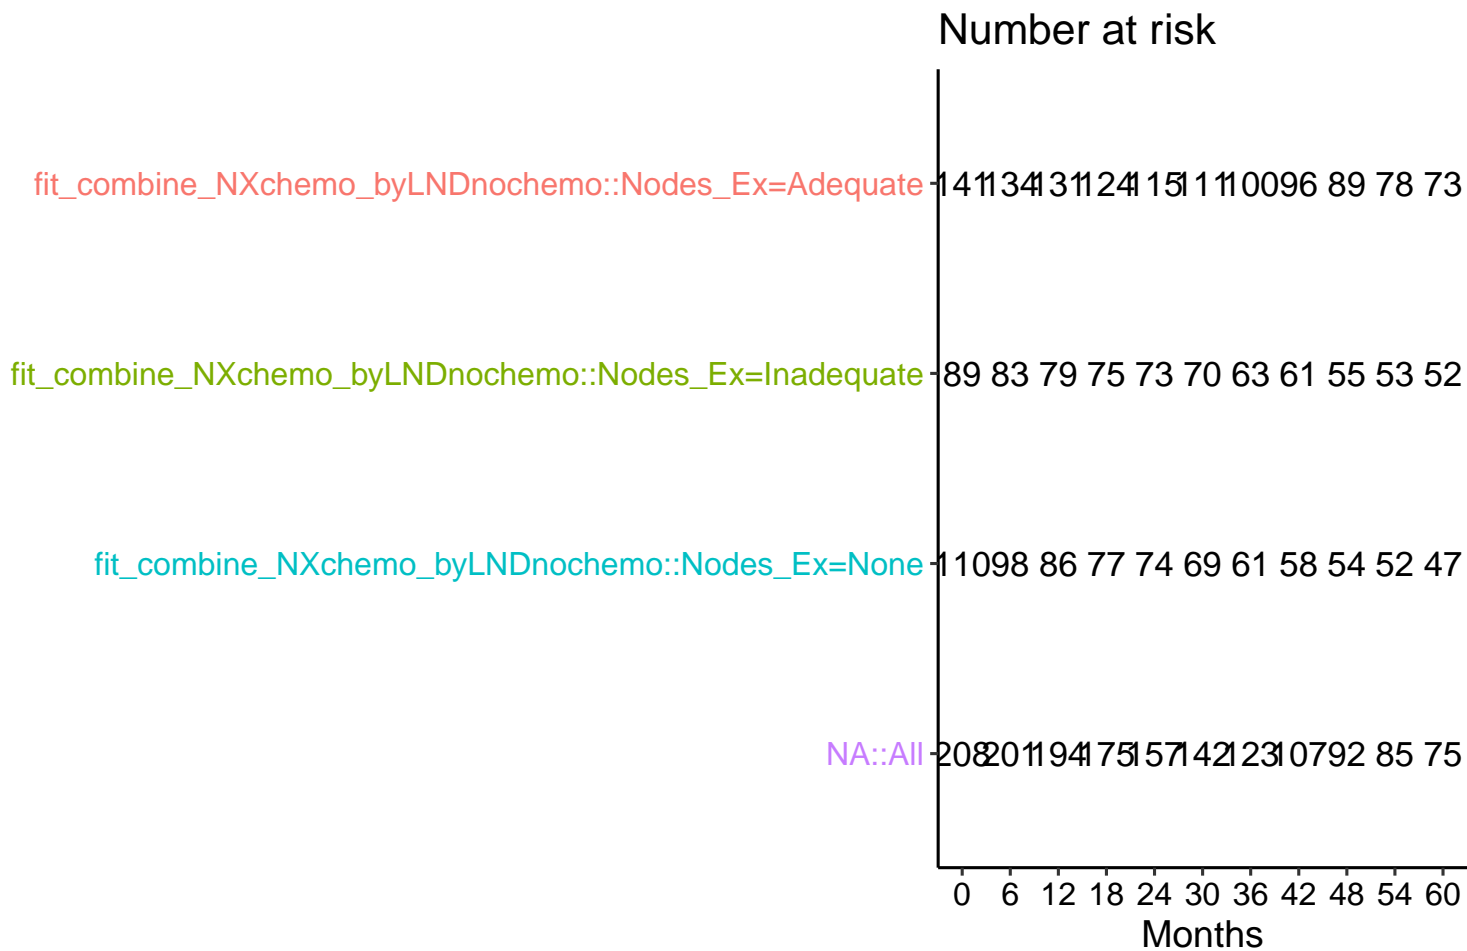 Number at risk
fit_combine_NXchemo_byLNDnochemo::Nodes_Ex=Adequate 141 134 131 124 115 111 100 96 89 78 73
fit_combine_NXchemo_byLNDnochemo::Nodes_Ex=Inadequate 89 83 79 75 73 70 63 61 55 53 52
fit_combine_NXchemo_byLNDnochemo::Nodes_Ex=None 110 98 86 77 74 69 61 58 54 52 47
NA::All 208 201 194 175 157 142 123 107 92 85 75
0 6 12 18 24 30 36 42 48 54 60
Months